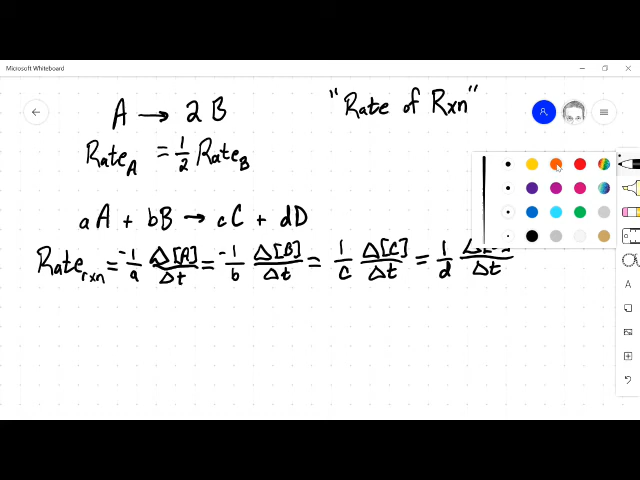 Microsoft Whiteboard
A → 2 B
"Rate of Rxn"
Rate_A = 1/2 Rate_B
aA + bB → cC + dD
Rate_rxn = -1/a Δ[A]/Δt = -1/b Δ[B]/Δt = 1/c Δ[C]/Δt = 1/d Δ/Δt
A